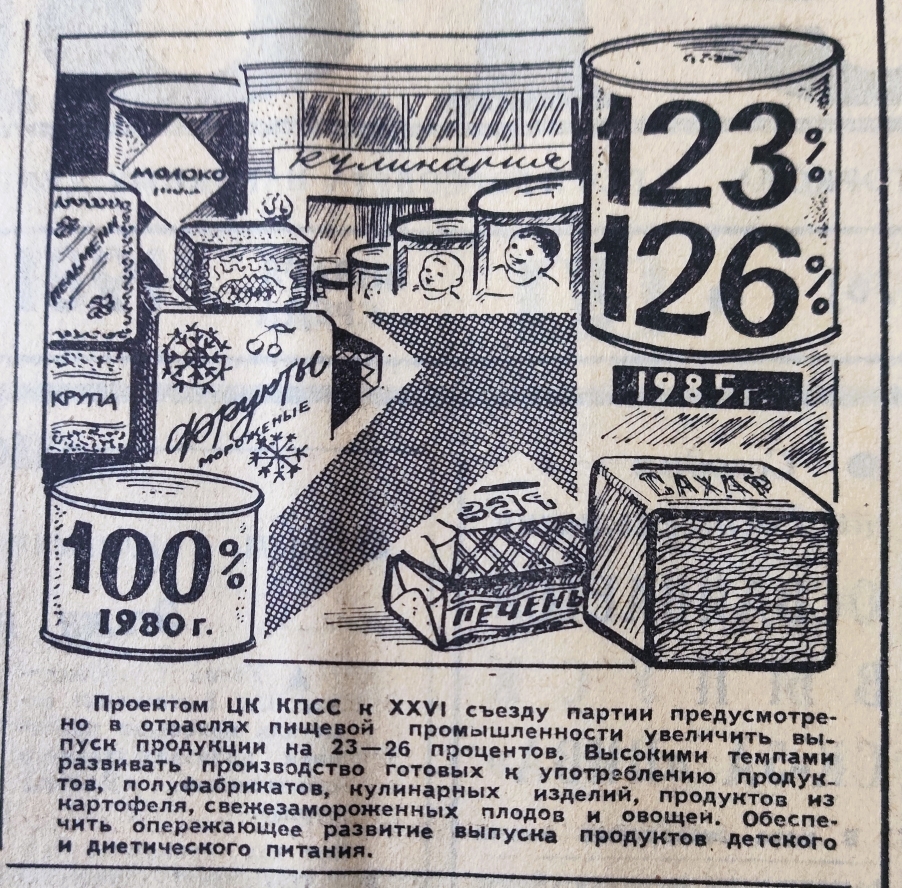 123%
126%
кулинария
МОЛОКО
ПЕЛЬМЕНИ
1985г.
фрукты
МОРОЖЕНЫЕ
КРУПА
САХАР
100%
1980 г.
ПЕЧЕНЬ
Проектом ЦК КПСС к XXVI съезду партии предусмотре-
но в отраслях пищевой промышленности увеличить вы-
пуск продукции на 23—26 процентов. Высокими темпами
развивать производство готовых к употреблению продук-
тов, полуфабрикатов, кулинарных изделий, продуктов из
картофеля, свежезамороженных плодов и овощей. Обеспе-
чить опережающее развитие выпуска продуктов детского
и диетического питания.